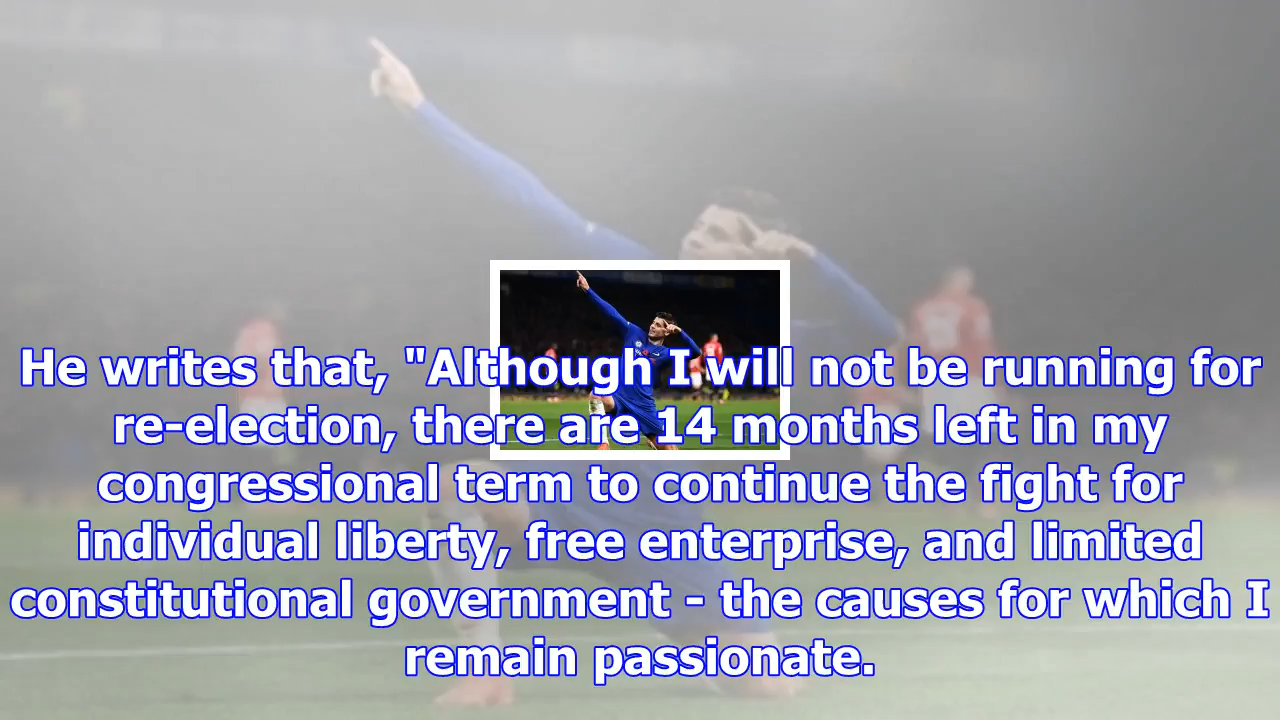 He writes that, "Although I will not be running for
re-election, there are 14 months left in my
congressional term to continue the fight for
individual liberty, free enterprise, and limited
constitutional government - the causes for which I
remain passionate.